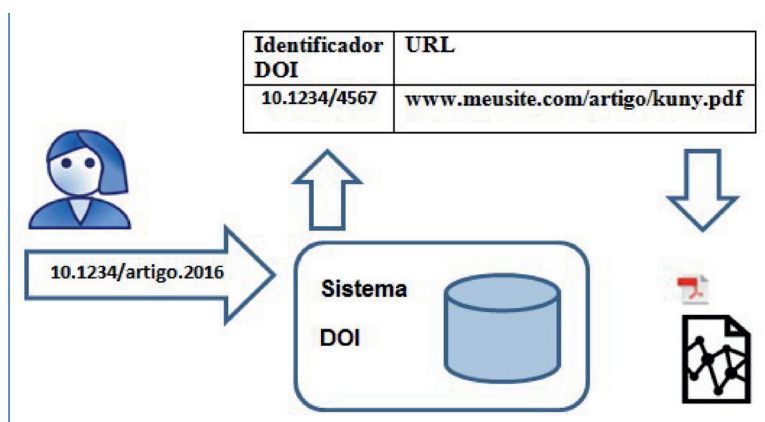 Identificador DOI URL
10.1234/4567 www.meusite.com/artigo/kuny.pdf
10.1234/artigo.2016
Sistema
DOI